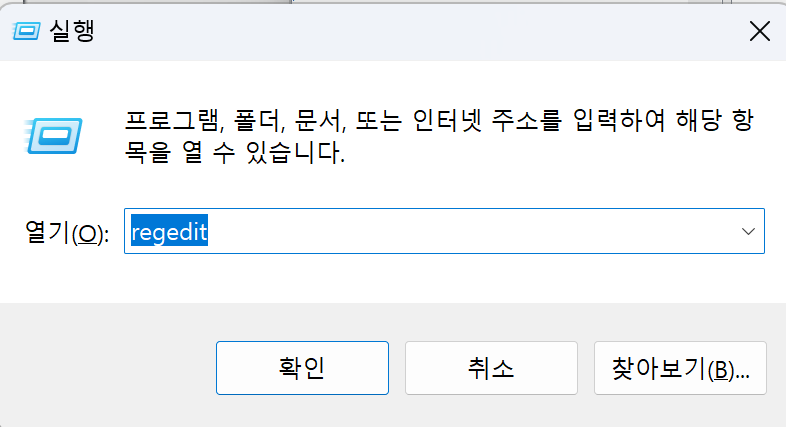 실행
프로그램, 폴더, 문서, 또는 인터넷 주소를 입력하여 해당 항
목을 열 수 있습니다.
열기(O): regedit
확인 취소 찾아보기(B)...